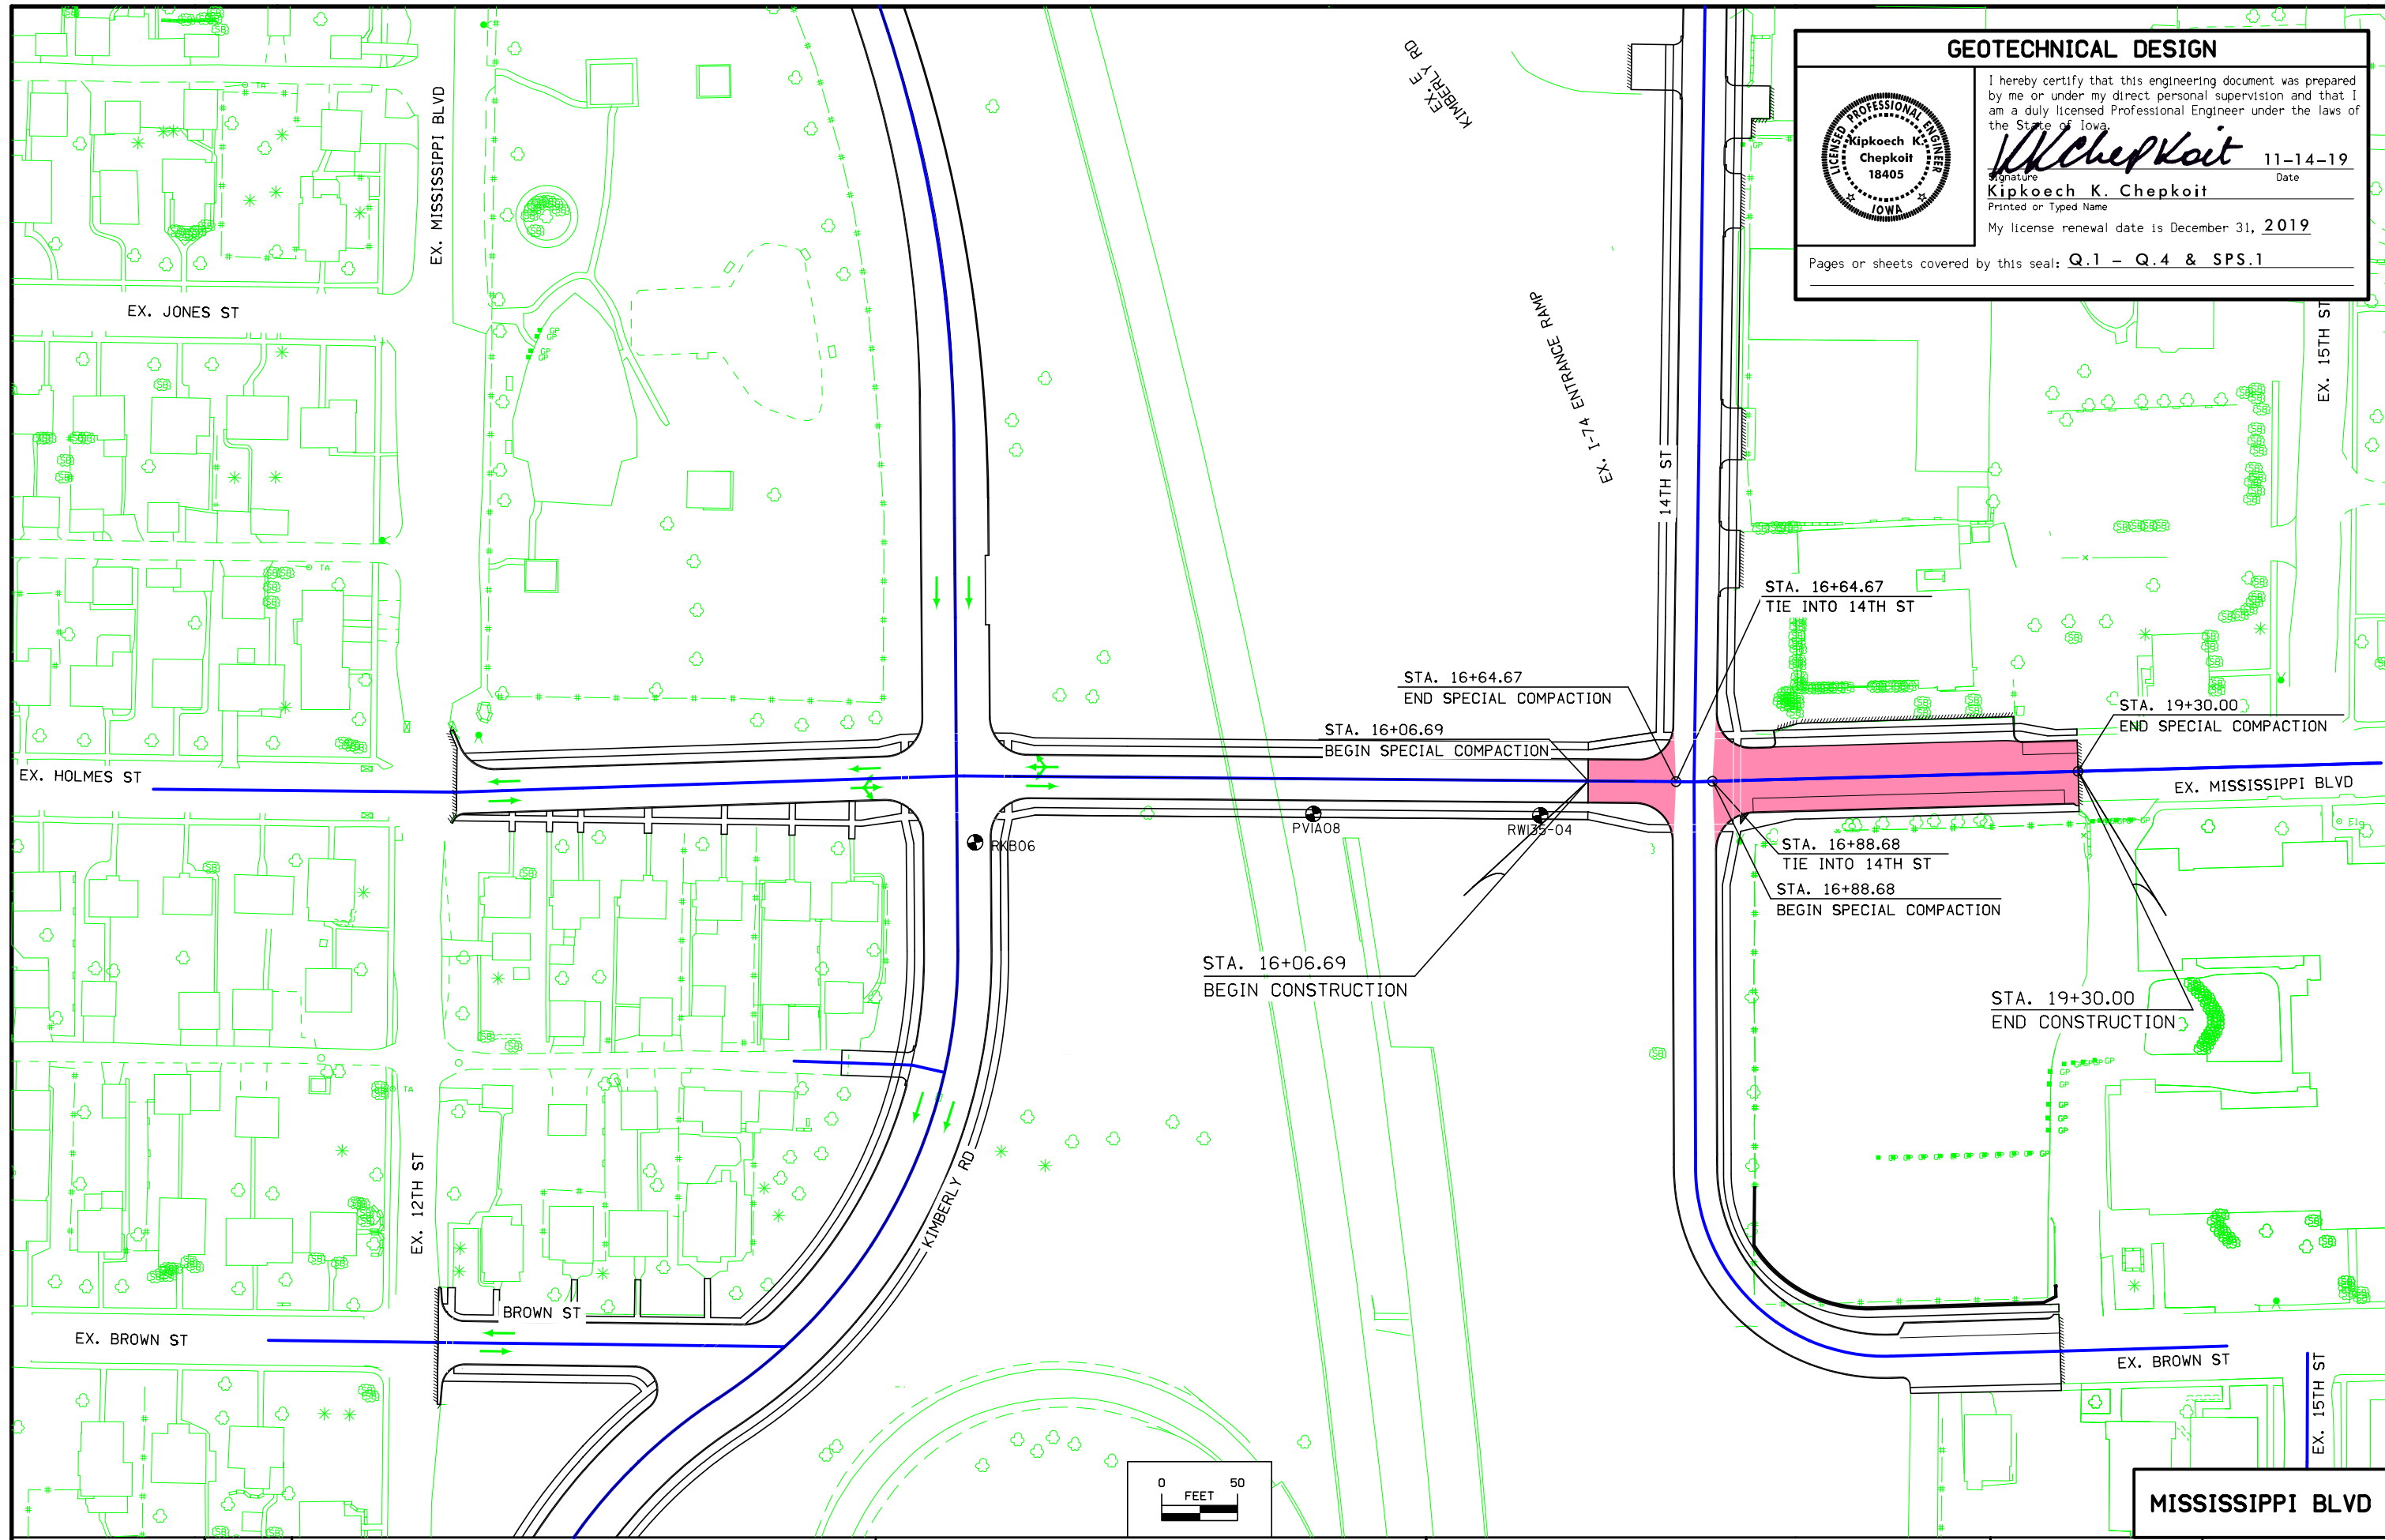 GEOTECHNICAL DESIGN
I hereby certify that this engineering document was prepared
by me or under my direct personal supervision and that I
am a duly licensed Professional Engineer under the laws of
the State of Iowa.
LICENSED PROFESSIONAL ENGINEER
Kipkoech K.
Chepkoit
18405
IOWA
KKChepkoit 11-14-19
Signature Date
Kipkoech K. Chepkoit
Printed or Typed Name
My license renewal date is December 31, 2019
Pages or sheets covered by this seal: Q.1 - Q.4 & SPS.1
EX. MISSISSIPPI BLVD
EX. E RD
KIMBERLY RD
EX. JONES ST
EX. I-74 ENTRANCE RAMP
14TH ST
EX. 15TH ST
STA. 16+64.67
TIE INTO 14TH ST
STA. 16+64.67
END SPECIAL COMPACTION
STA. 16+06.69
BEGIN SPECIAL COMPACTION
STA. 19+30.00
END SPECIAL COMPACTION
EX. HOLMES ST
EX. MISSISSIPPI BLVD
RKB06
PVIA08
RWI35-04
STA. 16+88.68
TIE INTO 14TH ST
STA. 16+88.68
BEGIN SPECIAL COMPACTION
STA. 16+06.69
BEGIN CONSTRUCTION
STA. 19+30.00
END CONSTRUCTION
EX. 12TH ST
KIMBERLY RD
BROWN ST
EX. BROWN ST
EX. BROWN ST
EX. 15TH ST
0 50
FEET
MISSISSIPPI BLVD